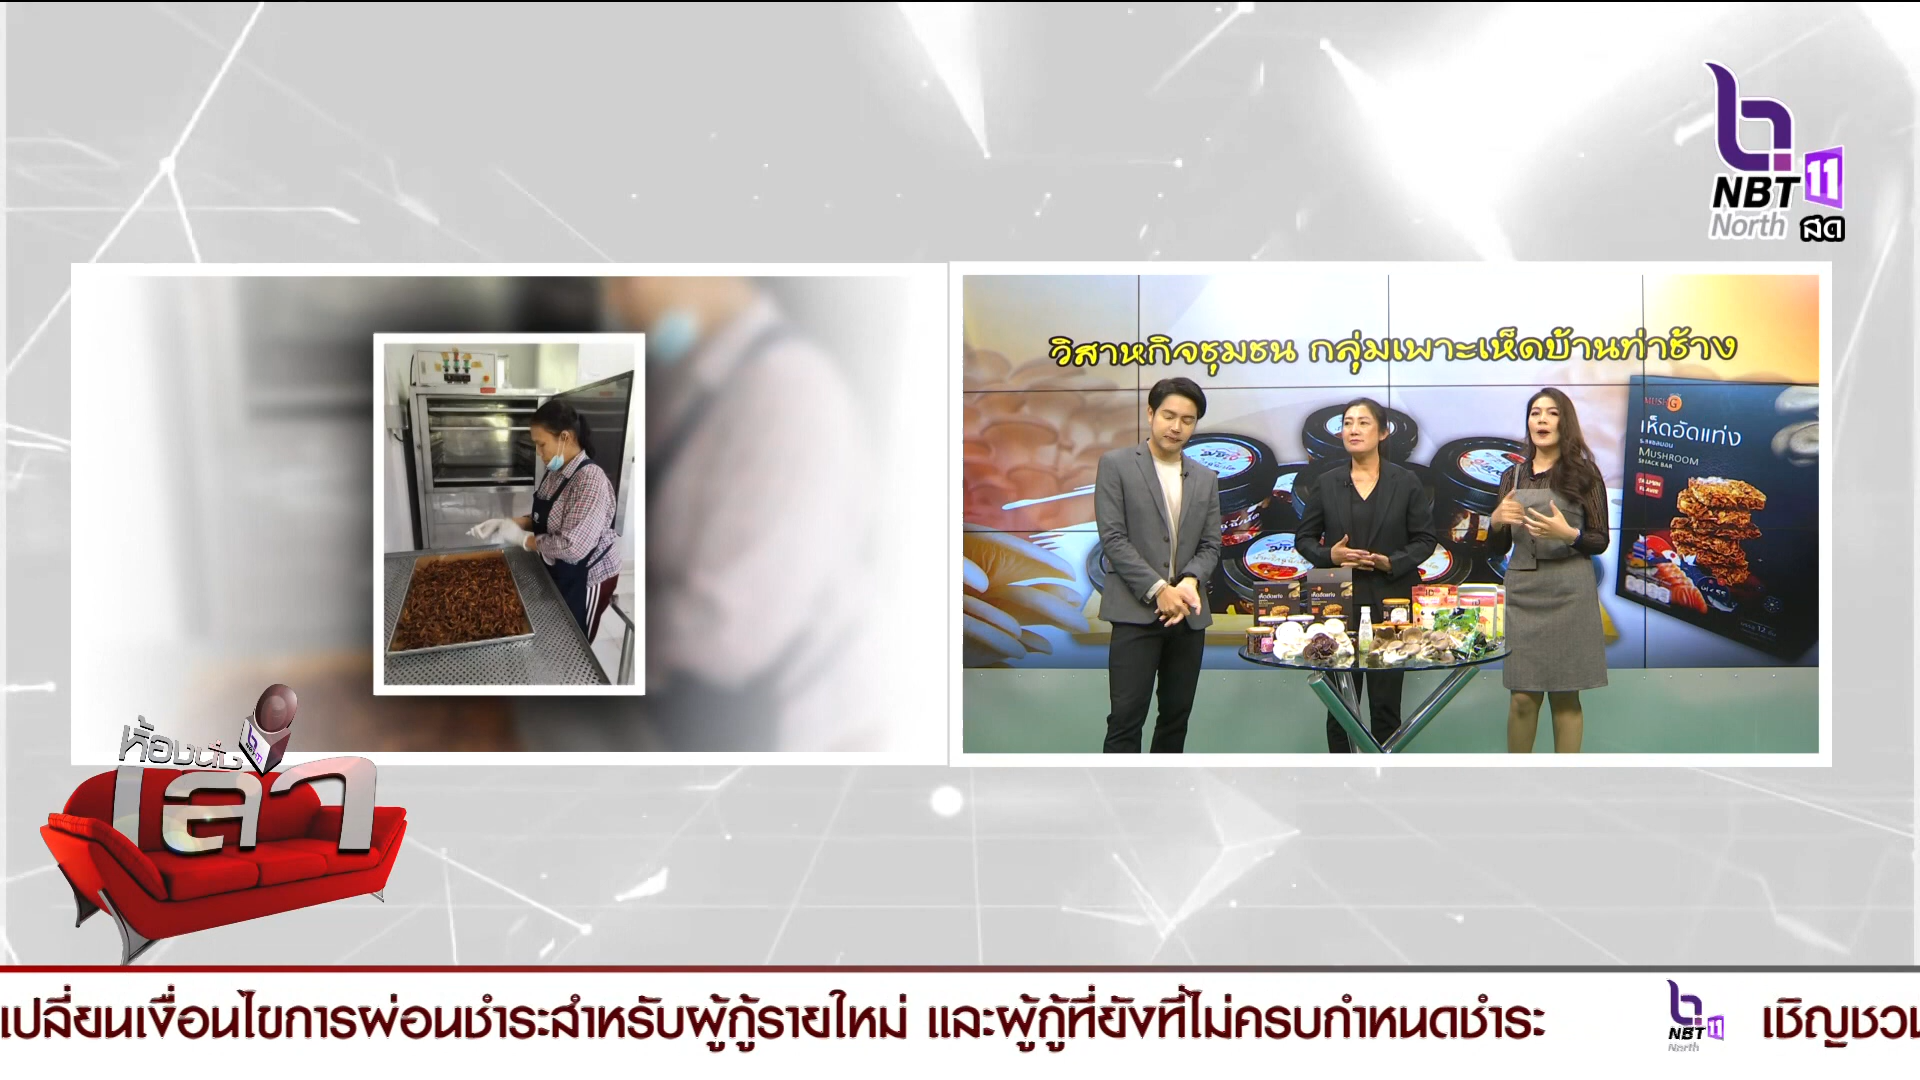 NBT 11
North สด
วิสาหกิจชุมชน กลุ่มเพาะเห็ดบ้านท่าช้าง
MUSH G
เห็ดอัดแท่ง
MUSHROOM
SNACK BAR
ห้องนั่ง
เล่า
NBT 11
เปลี่ยนเงื่อนไขการผ่อนชำระสำหรับผู้กู้รายใหม่ และผู้กู้ที่ยังที่ไม่ครบกำหนดชำระ
NBT 11
North
เชิญชวน